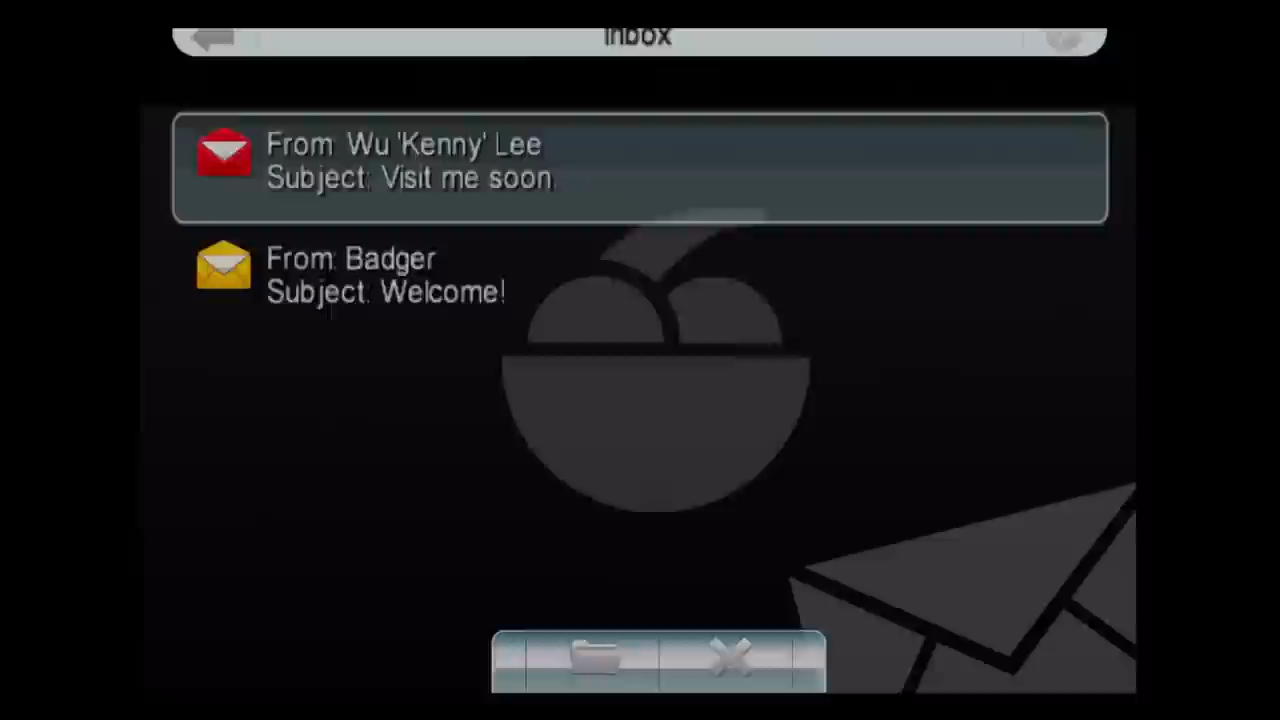 Inbox
From: Wu 'Kenny' Lee
Subject: Visit me soon
From: Badger
Subject: Welcome!